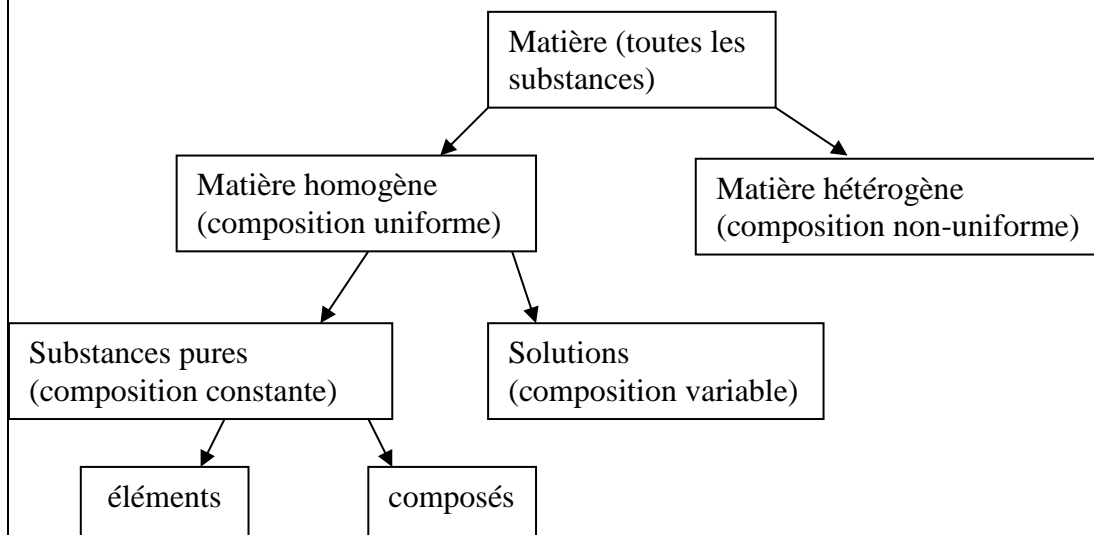 Matière (toutes les
substances)
Matière homogène
(composition uniforme)
Matière hétérogène
(composition non-uniforme)
Substances pures
(composition constante)
Solutions
(composition variable)
éléments
composés